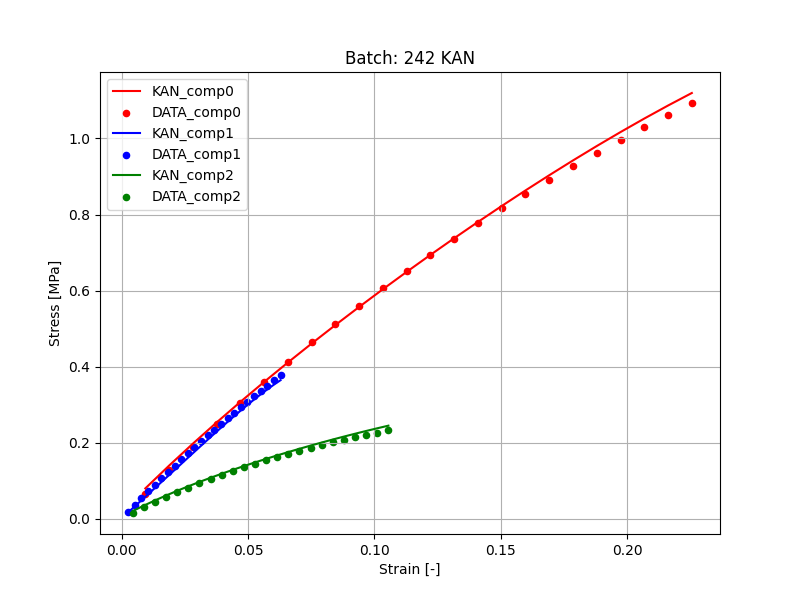 Batch: 242 KAN
KAN_comp0
DATA_comp0
KAN_comp1
DATA_comp1
KAN_comp2
DATA_comp2
1.0
0.8
0.6
0.4
0.2
0.0
Stress [MPa]
0.00 0.05 0.10 0.15 0.20
Strain [-]